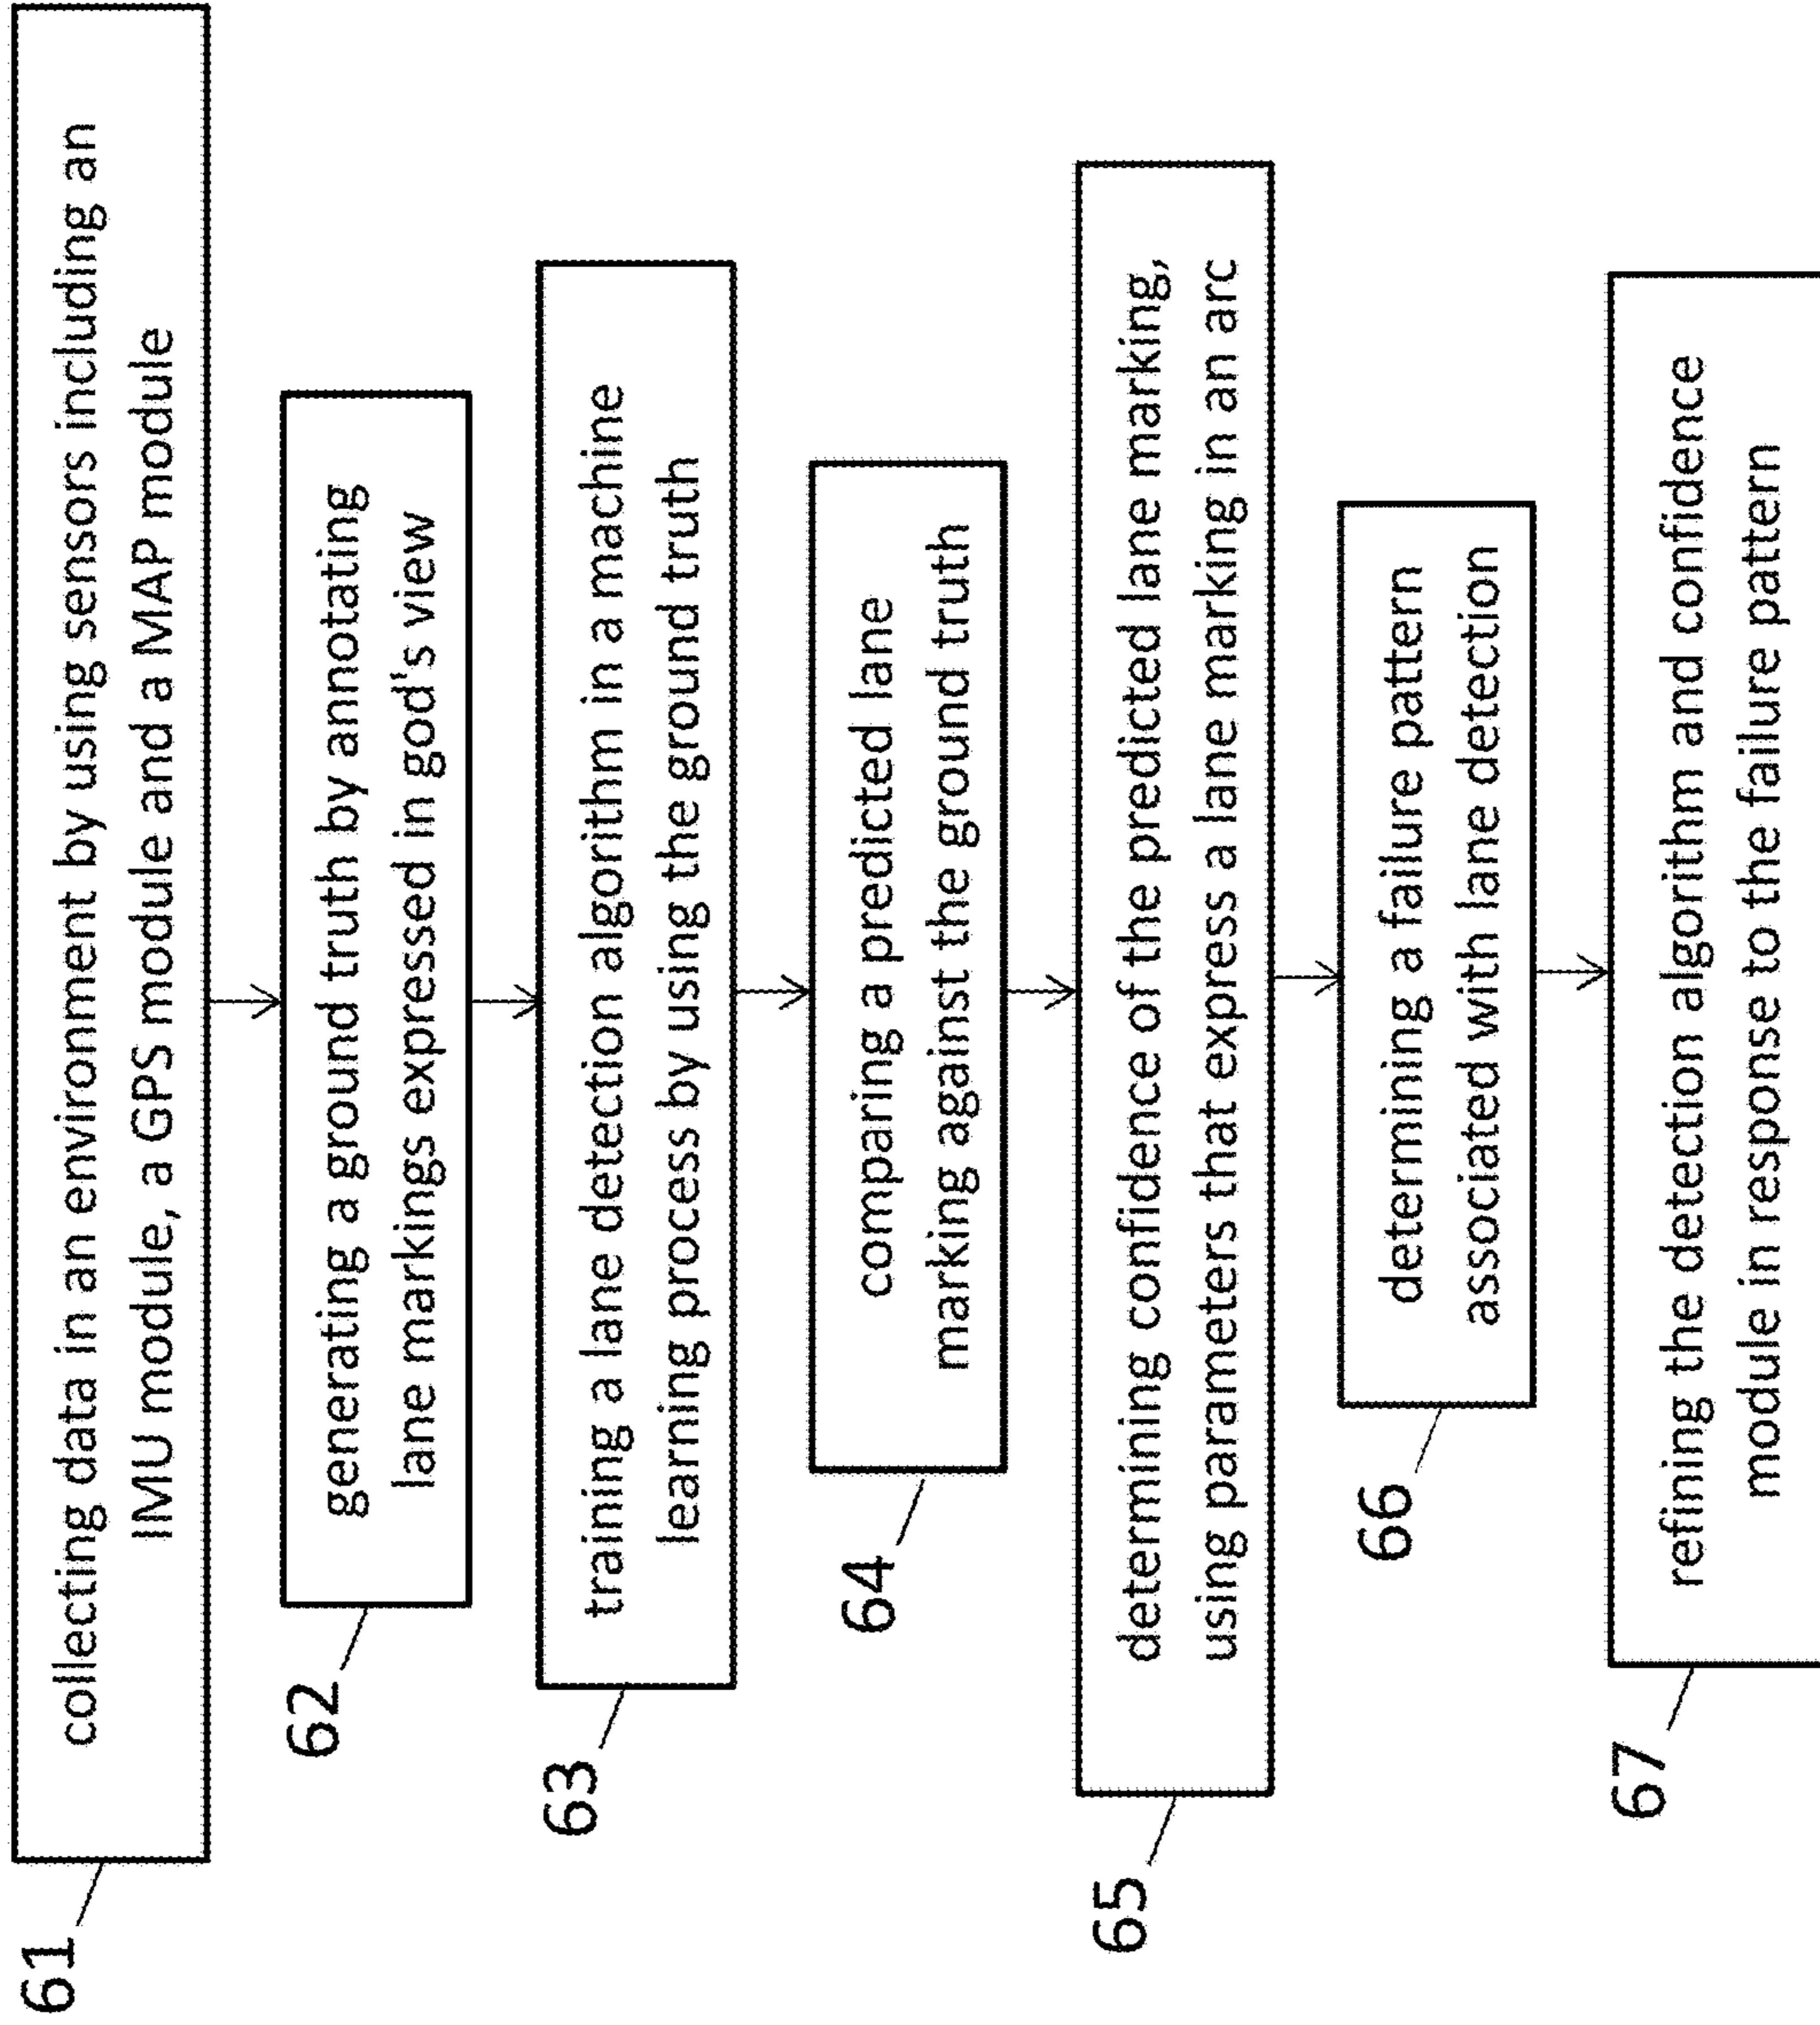 61
collecting data in an environment by using sensors including an
IMU module, a GPS module and a MAP module
62
generating a ground truth by annotating
lane markings expressed in god's view
63
training a lane detection algorithm in a machine
learning process by using the ground truth
64
comparing a predicted lane
marking against the ground truth
65
determining confidence of the predicted lane marking,
using parameters that express a lane marking in an arc
66
determining a failure pattern
associated with lane detection
67
refining the detection algorithm and confidence
module in response to the failure pattern